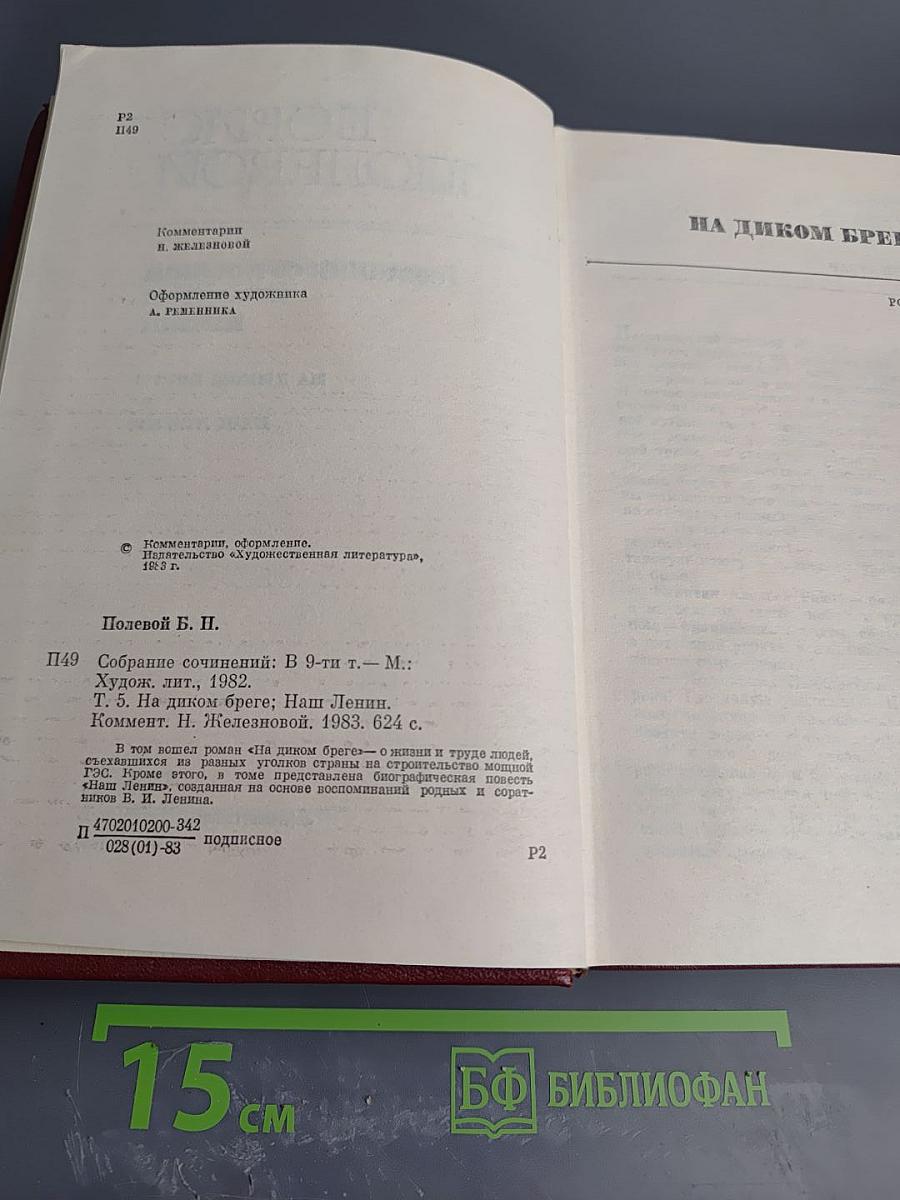 Р2
П49
Комментарии
Н. ЖЕЛЕЗНОВОЙ
Оформление художника
А. РЕМЕННИКА
© Комментарии, оформление.
Издательство «Художественная литература»,
1983 г.
Полевой Б. Н.
П49 Собрание сочинений: В 9-ти т.— М.:
Худож. лит., 1982.
Т. 5. На диком бреге; Наш Ленин.
Коммент. Н. Железновой. 1983. 624 с.
В том вошел роман «На диком бреге»— о жизни и труде людей,
съехавшихся из разных уголков страны на строительство мощной
ГЭС. Кроме этого, в томе представлена биографическая повесть
«Наш Ленин», созданная на основе воспоминаний родных и сорат-
ников В. И. Ленина.
П 4702010200-342
028(01)-83 подписное
Р2
НА ДИКОМ БРЕ
15 см
БФ БИБЛИОФАН